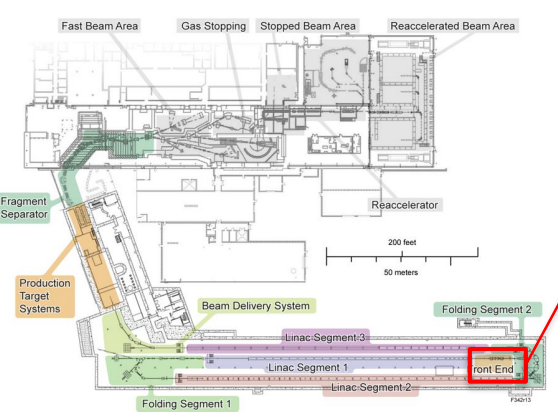 Fast Beam Area
Gas Stopping
Stopped Beam Area
Reaccelerated Beam Area
Fragment
Separator
Reaccelerator
200 feet
50 meters
Production
Target
Systems
Beam Delivery System
Folding Segment 2
Linac Segment 3
Linac Segment 1
ront End
Linac Segment 2
Folding Segment 1
F342r13